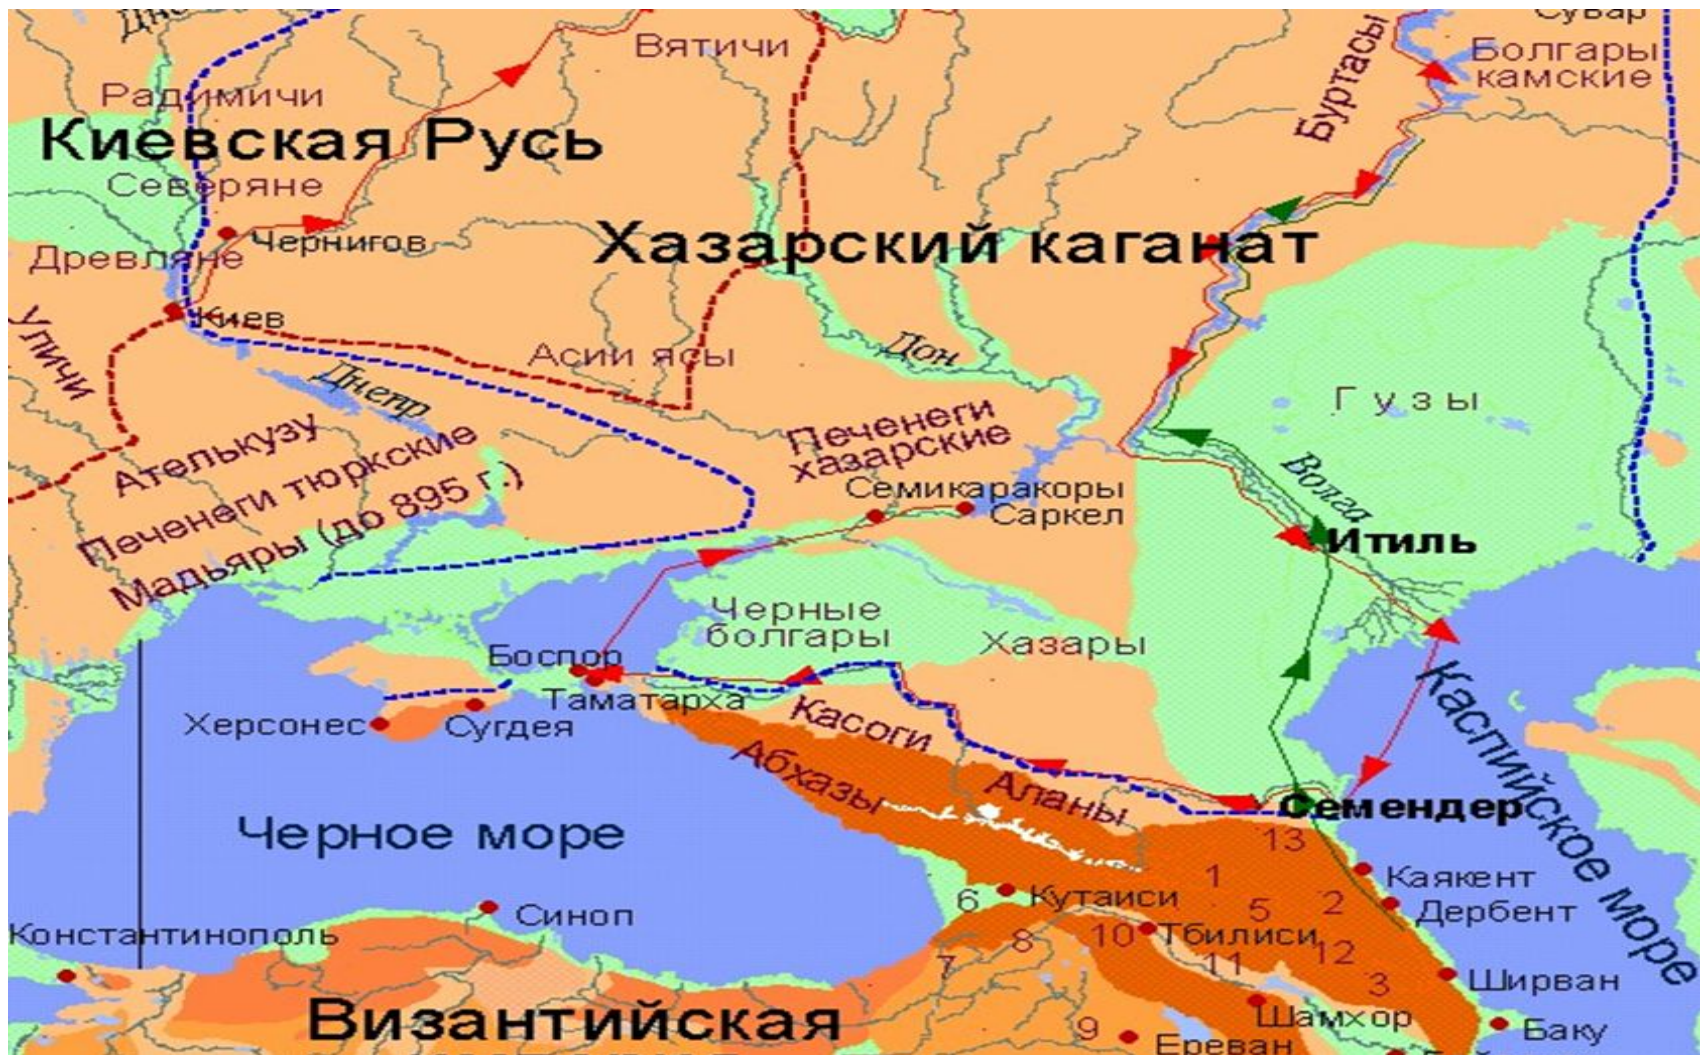 Сувар
Вятичи
Болгары
камские
Буртасы
Радимичи
Киевская Русь
Северяне
Чернигов
Хазарский каганат
Древляне
Киев
Уличи
Асии ясы
Дон
Днепр
Гузы
Ателькузу
Печенеги тюркские
Мадьяры (до 895 г.)
Печенеги
хазарские
Волга
Семикаракоры
Саркел
Итиль
Черные
болгары
Хазары
Боспор
Таматарха
Херсонес
Сугдея
Касоги
Абхазы
Аланы
Каспийское море
Семендер
Черное море
13
1
Каякент
5
2
Дербент
6
Кутаиси
Синоп
Константинополь
8
10
Тбилиси
12
7
11
3
Ширван
Византийская
Шамхор
9
Ереван
Баку